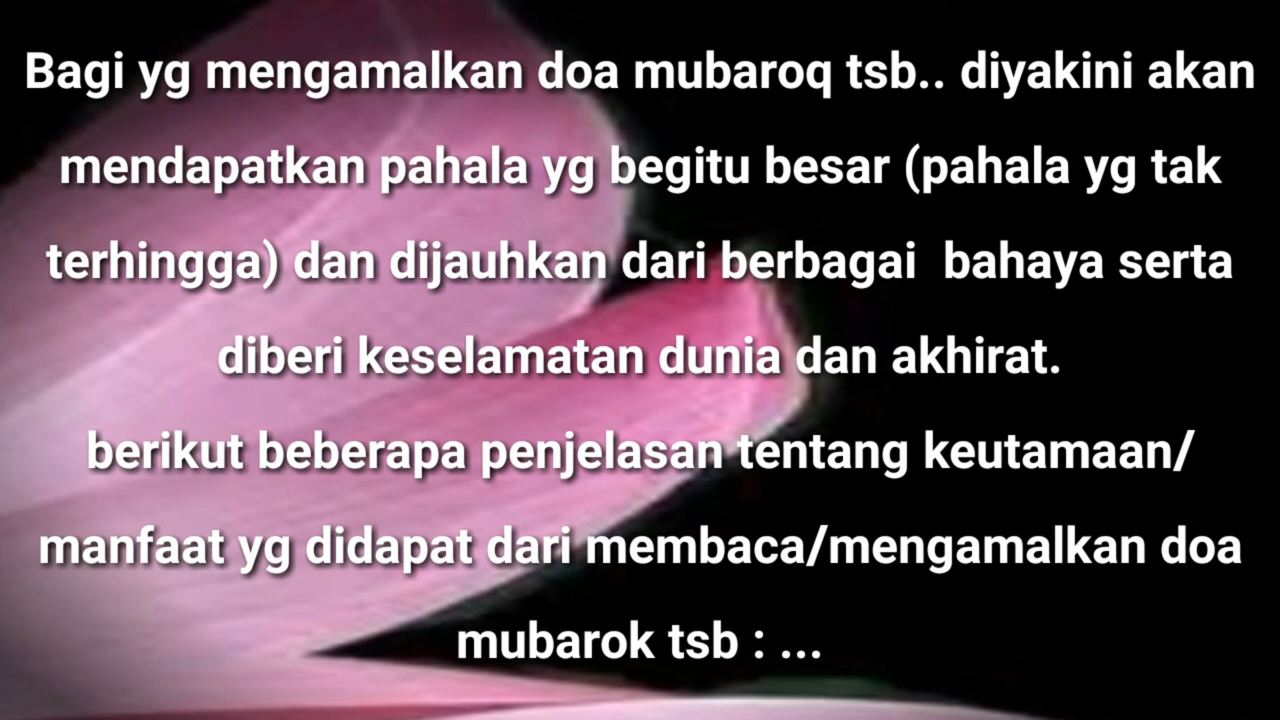 Bagi yg mengamalkan doa mubaroq tsb.. diyakini akan
mendapatkan pahala yg begitu besar (pahala yg tak
terhingga) dan dijauhkan dari berbagai  bahaya serta
diberi keselamatan dunia dan akhirat.
berikut beberapa penjelasan tentang keutamaan/
manfaat yg didapat dari membaca/mengamalkan doa
mubarok tsb : ...